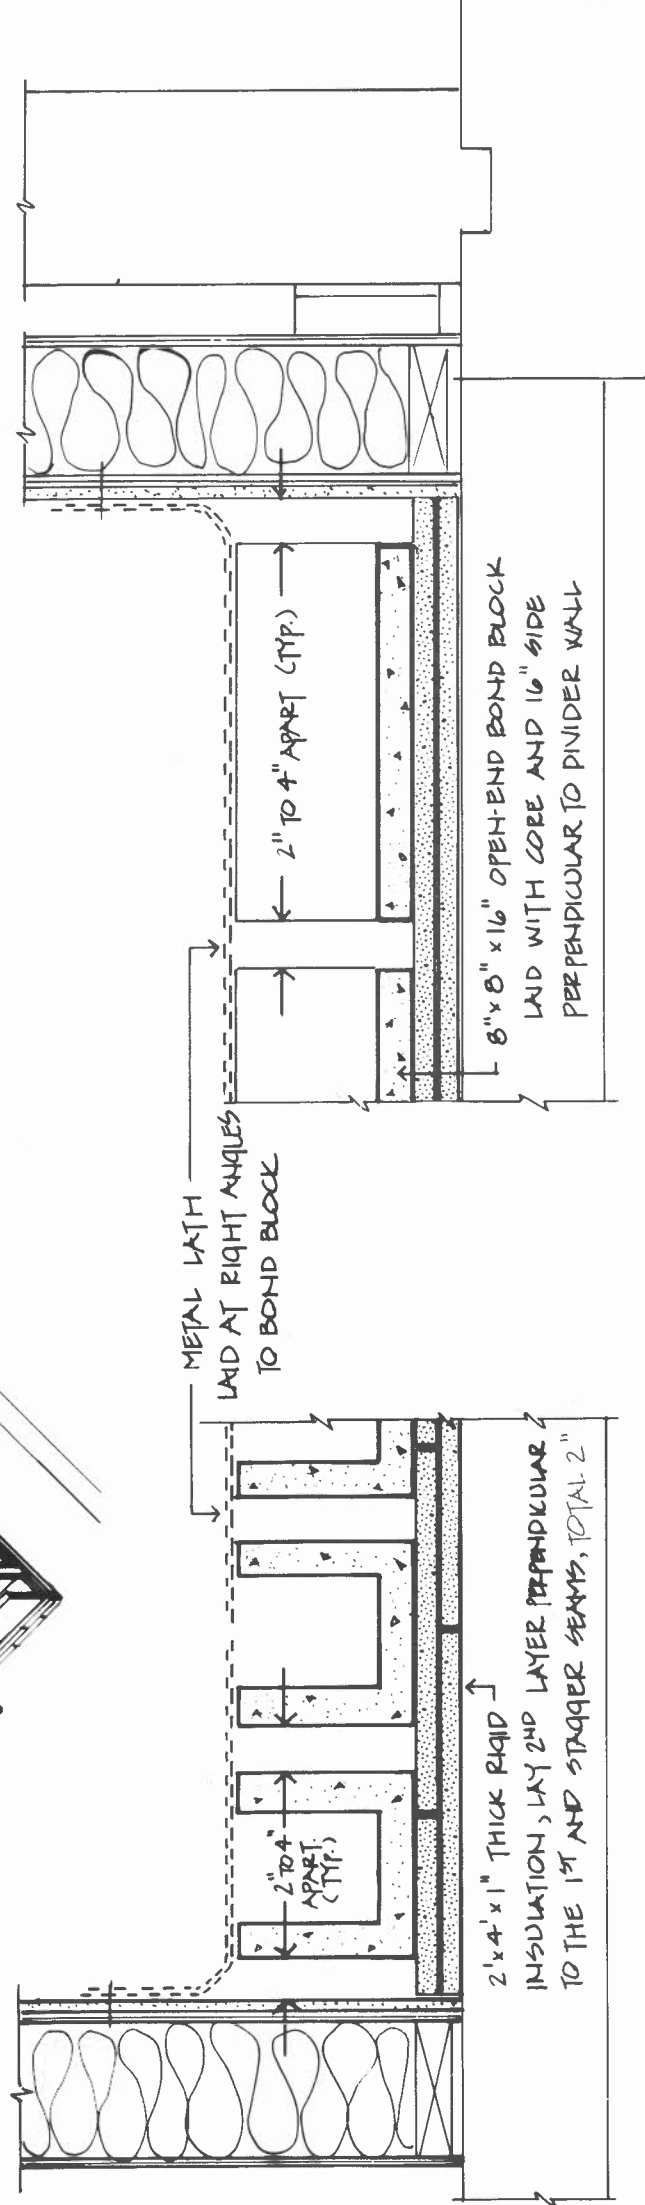 METAL LATH
LAID AT RIGHT ANGLES
TO BOND BLOCK
2" TO 4"
APART
(TYP.)
2" TO 4" APART (TYP.)
2'x4'x1" THICK RIGID
INSULATION, LAY 2ND LAYER PERPENDICULAR
TO THE 1ST AND STAGGER SEAMS, TOTAL 2"
8"x8"x16" OPEN-END BOND BLOCK
LAID WITH CORE AND 16" SIDE
PERPENDICULAR TO DIVIDER WALL